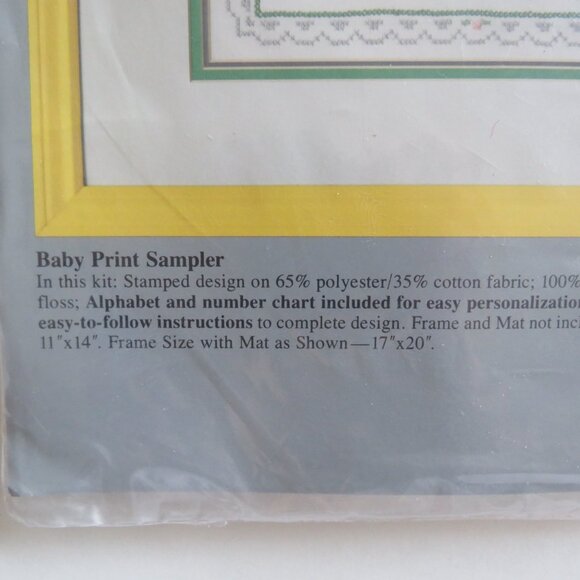 Baby Print Sampler
In this kit: Stamped design on 65% polyester/35% cotton fabric; 100%
floss; Alphabet and number chart included for easy personalization
easy-to-follow instructions to complete design. Frame and Mat not incl
11"x14". Frame Size with Mat as Shown—17"x20".